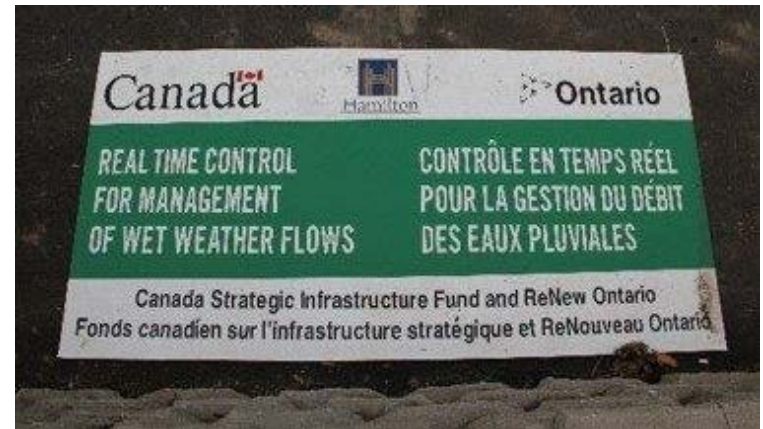 Canada
Hamilton
Ontario
REAL TIME CONTROL
FOR MANAGEMENT
OF WET WEATHER FLOWS
CONTRÔLE EN TEMPS RÉEL
POUR LA GESTION DU DÉBIT
DES EAUX PLUVIALES
Canada Strategic Infrastructure Fund and ReNew Ontario
Fonds canadien sur l'infrastructure stratégique et ReNouveau Ontario